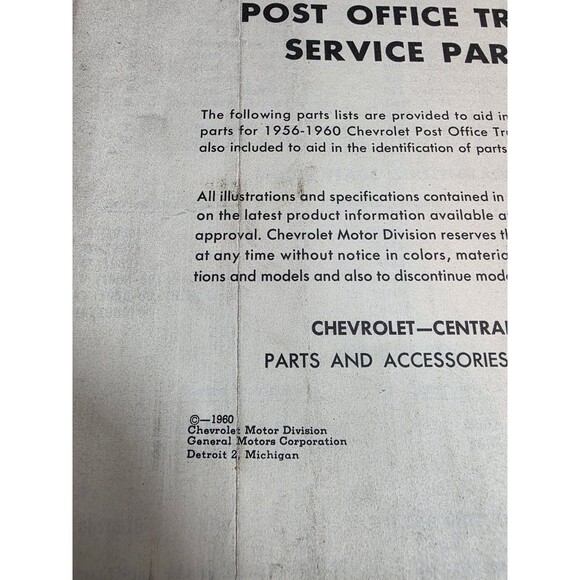 POST OFFICE TR
SERVICE PAR
The following parts lists are provided to aid in
parts for 1956-1960 Chevrolet Post Office Tru
also included to aid in the identification of parts
All illustrations and specifications contained in
on the latest product information available a
approval. Chevrolet Motor Division reserves th
at any time without notice in colors, materia
tions and models and also to discontinue mode
CHEVROLET—CENTRAL
PARTS AND ACCESSORIES
©—1960
Chevrolet Motor Division
General Motors Corporation
Detroit 2, Michigan